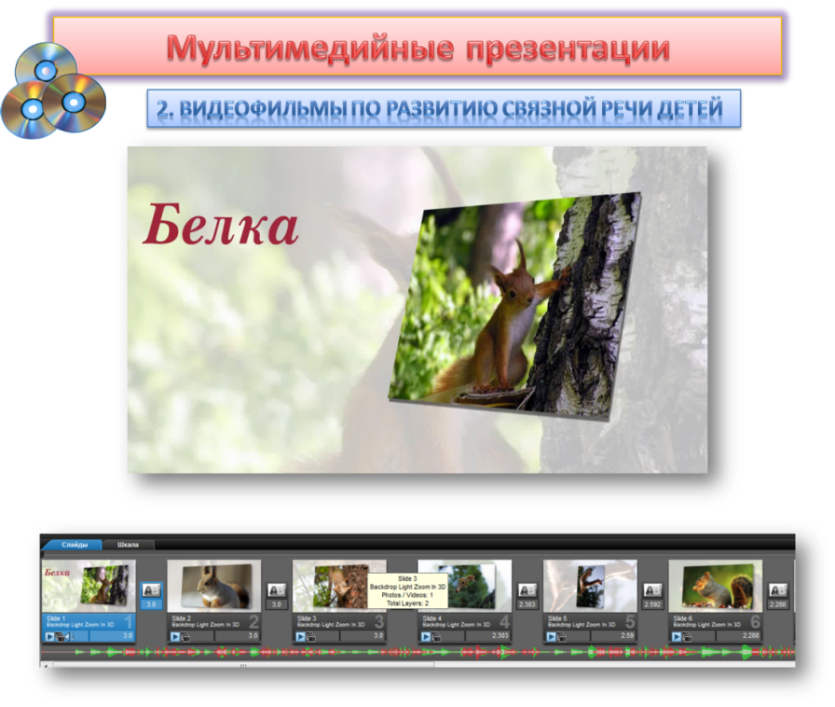 Мультимедийные презентации
2. ВИДЕОФИЛЬМЫ ПО РАЗВИТИЮ СВЯЗНОЙ РЕЧИ ДЕТЕЙ
Белка
Слайды Шкала
Белка
Slide 3
Backdrop Light Zoom In 3D
Photos / Videos: 1
Total Layers: 2
3.0 3.0 2.303 2.592 2.288
Slide 1 1 Slide 2 2 Slide 3 3 Slide 4 4 Slide 5 5 Slide 6 6
Backdrop Light Zoom In 3D Backdrop Light Zoom In 3D Backdrop Light Zoom In 3D Backdrop Light Zoom In 3D Backdrop Light Zoom In 3D Backdrop Light Zoom In 3D
3.0 3.0 3.0 2.303 2.59 2.288